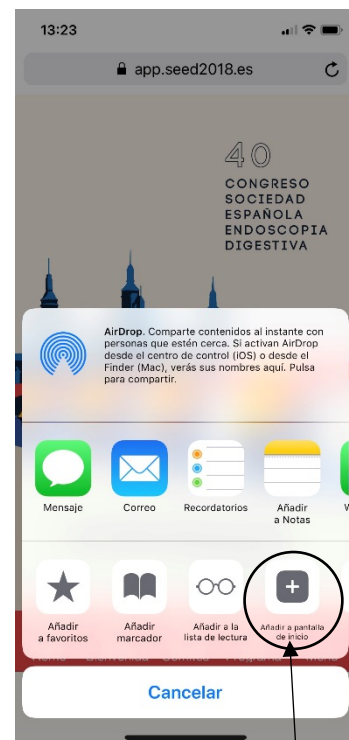 13:23
app.seed2018.es
40
CONGRESO
SOCIEDAD
ESPAÑOLA
ENDOSCOPIA
DIGESTIVA
AirDrop. Comparte contenidos al instante con
personas que estén cerca. Si activan AirDrop
desde el centro de control (iOS) o desde el
Finder (Mac), verás sus nombres aquí. Pulsa
para compartir.
Mensaje
Correo
Recordatorios
Añadir
a Notas
Añadir
a favoritos
Añadir
marcador
Añadir a la
lista de lectura
Añadir a pantalla
de inicio
Cancelar